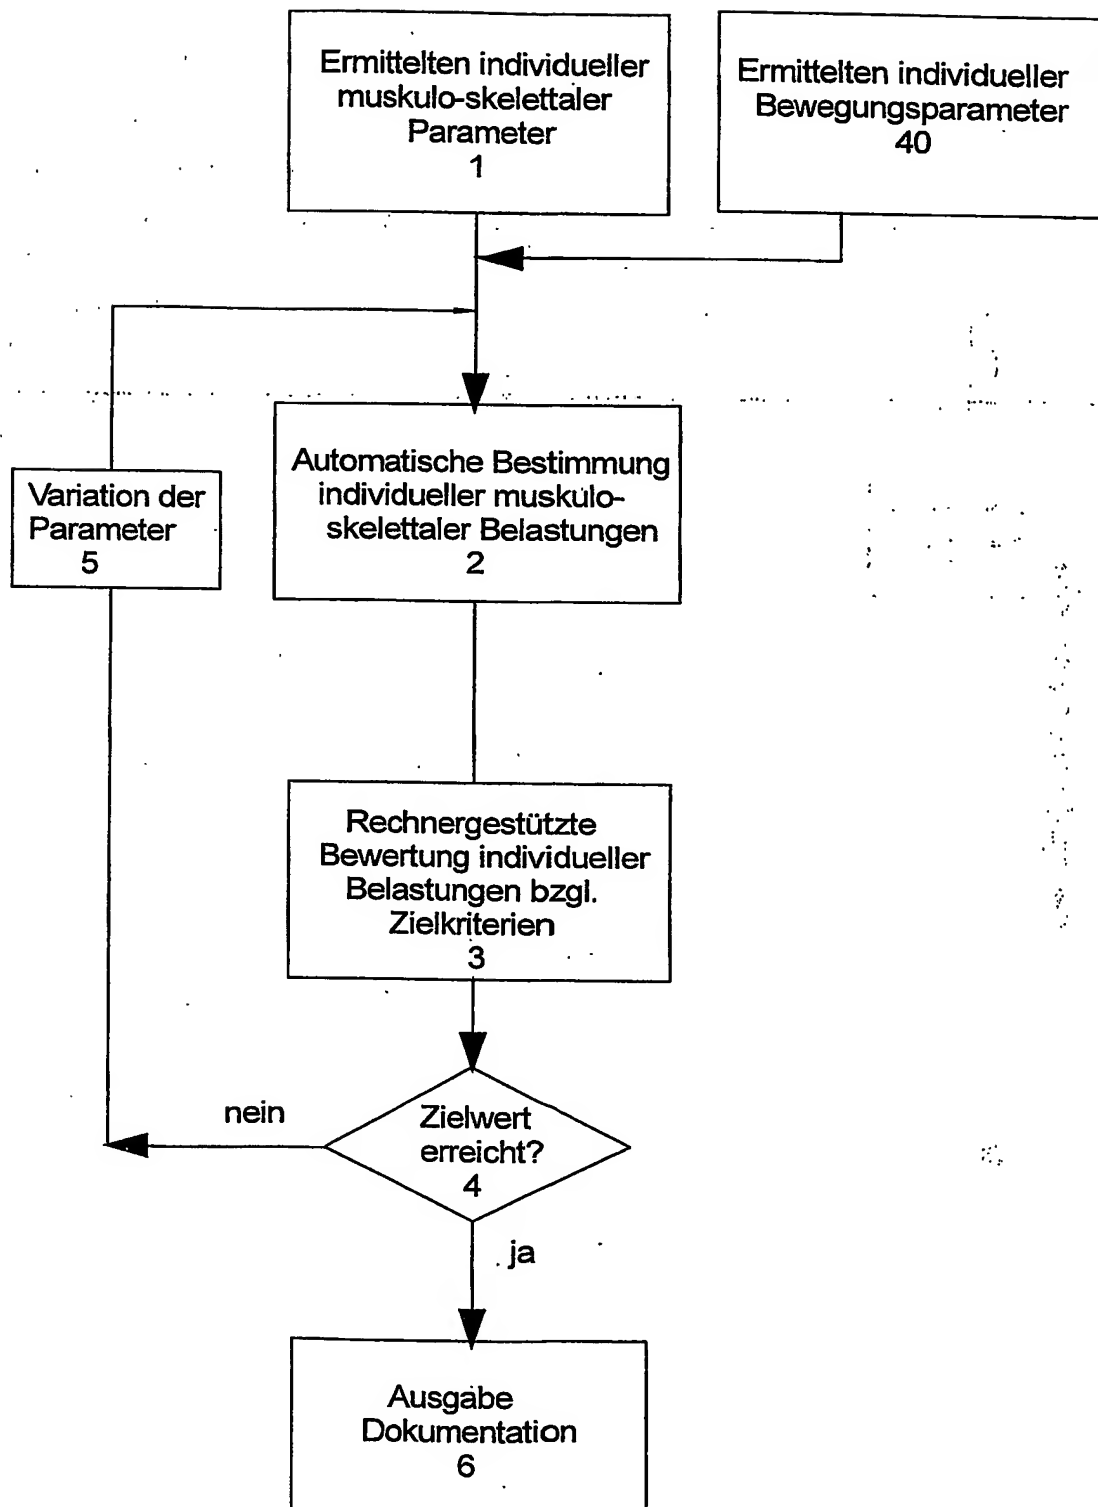 Ermittelten individueller
muskulo-skelettaler
Parameter
1
Ermittelten individueller
Bewegungsparameter
40
Automatische Bestimmung
individueller muskulo-
skelettaler Belastungen
2
Variation der
Parameter
5
Rechnergestützte
Bewertung individueller
Belastungen bzgl.
Zielkriterien
3
nein
Zielwert
erreicht?
4
ja
Ausgabe
Dokumentation
6